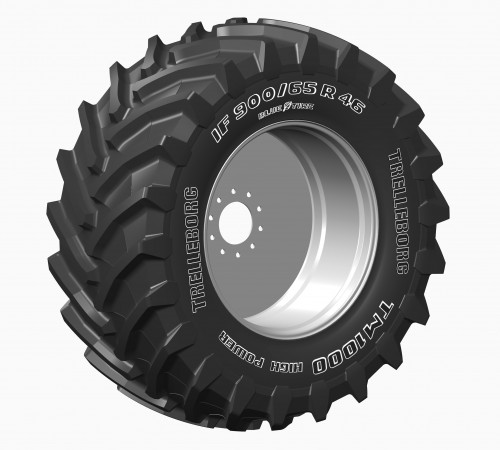 IF 900/65 R 46
BLUE TIRE
TRELLEBORG
TRELLEBORG
TM1000
HIGH POWER